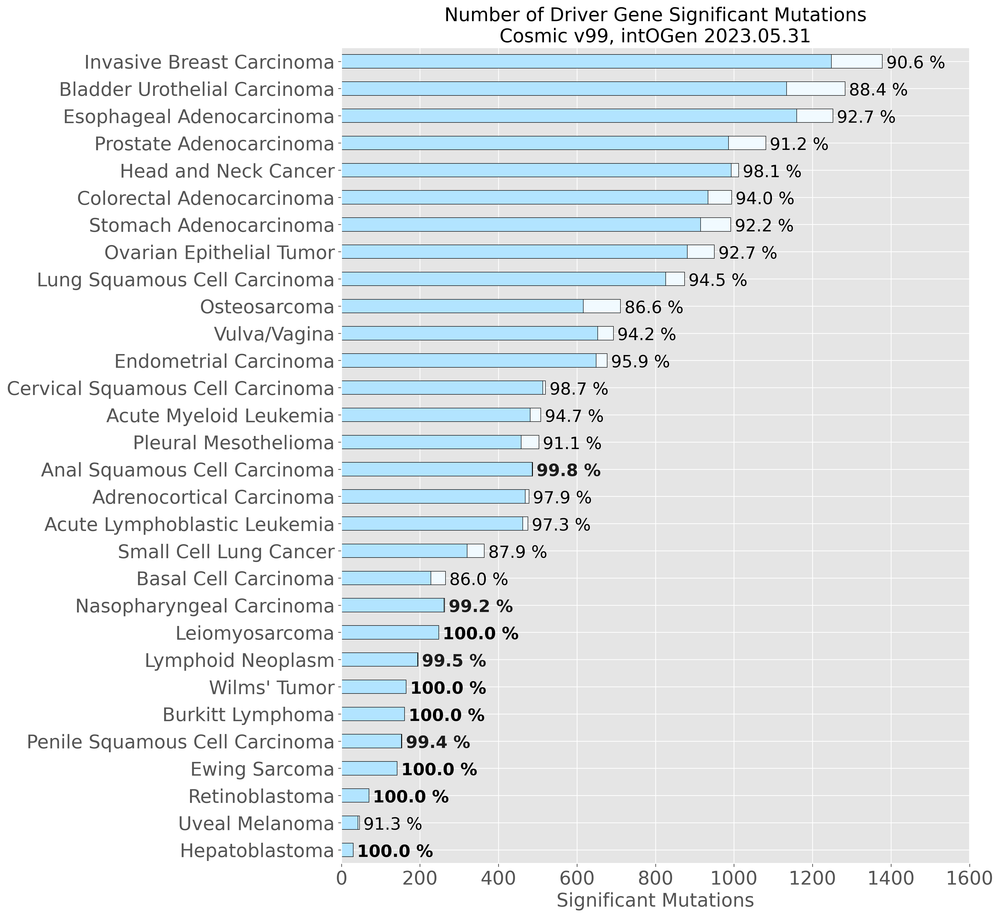 Number of Driver Gene Significant Mutations
Cosmic v99, intOGen 2023.05.31
Invasive Breast Carcinoma 90.6 %
Bladder Urothelial Carcinoma 88.4 %
Esophageal Adenocarcinoma 92.7 %
Prostate Adenocarcinoma 91.2 %
Head and Neck Cancer 98.1 %
Colorectal Adenocarcinoma 94.0 %
Stomach Adenocarcinoma 92.2 %
Ovarian Epithelial Tumor 92.7 %
Lung Squamous Cell Carcinoma 94.5 %
Osteosarcoma 86.6 %
Vulva/Vagina 94.2 %
Endometrial Carcinoma 95.9 %
Cervical Squamous Cell Carcinoma 98.7 %
Acute Myeloid Leukemia 94.7 %
Pleural Mesothelioma 91.1 %
Anal Squamous Cell Carcinoma 99.8 %
Adrenocortical Carcinoma 97.9 %
Acute Lymphoblastic Leukemia 97.3 %
Small Cell Lung Cancer 87.9 %
Basal Cell Carcinoma 86.0 %
Nasopharyngeal Carcinoma 99.2 %
Leiomyosarcoma 100.0 %
Lymphoid Neoplasm 99.5 %
Wilms' Tumor 100.0 %
Burkitt Lymphoma 100.0 %
Penile Squamous Cell Carcinoma 99.4 %
Ewing Sarcoma 100.0 %
Retinoblastoma 100.0 %
Uveal Melanoma 91.3 %
Hepatoblastoma 100.0 %
0 200 400 600 800 1000 1200 1400 1600
Significant Mutations